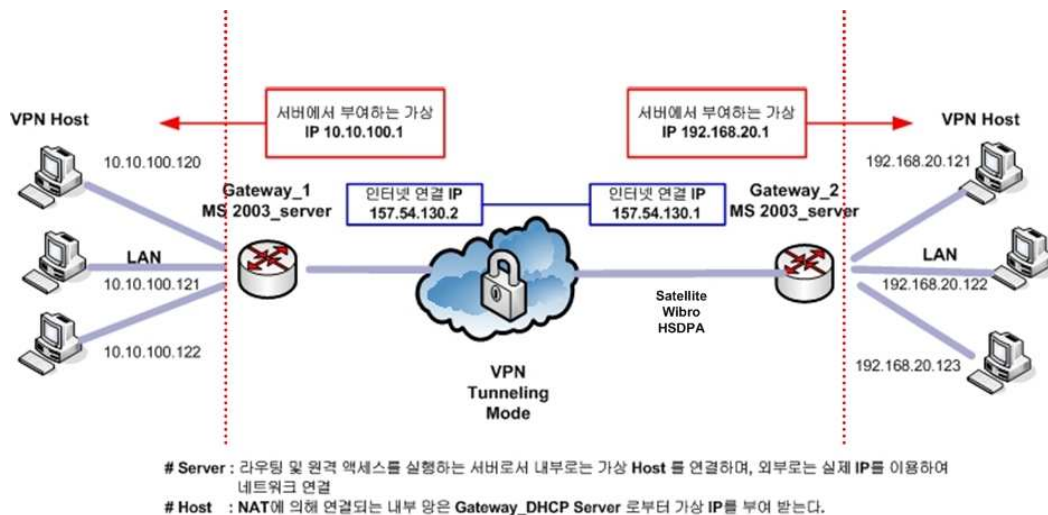 서버에서 부여하는 가상
IP 10.10.100.1
서버에서 부여하는 가상
IP 192.168.20.1
VPN Host
VPN Host
10.10.100.120
192.168.20.121
Gateway_1
MS 2003_server
인터넷 연결 IP
157.54.130.2
인터넷 연결 IP
157.54.130.1
Gateway_2
MS 2003_server
LAN
10.10.100.121
LAN
192.168.20.122
Satellite
Wibro
HSDPA
10.10.100.122
192.168.20.123
VPN
Tunneling
Mode
# Server : 라우팅 및 원격 액세스를 실행하는 서버로서 내부로는 가상 Host 를 연결하며, 외부로는 실제 IP를 이용하여
네트워크 연결
# Host : NAT에 의해 연결되는 내부 망은 Gateway_DHCP Server 로부터 가상 IP를 부여 받는다.